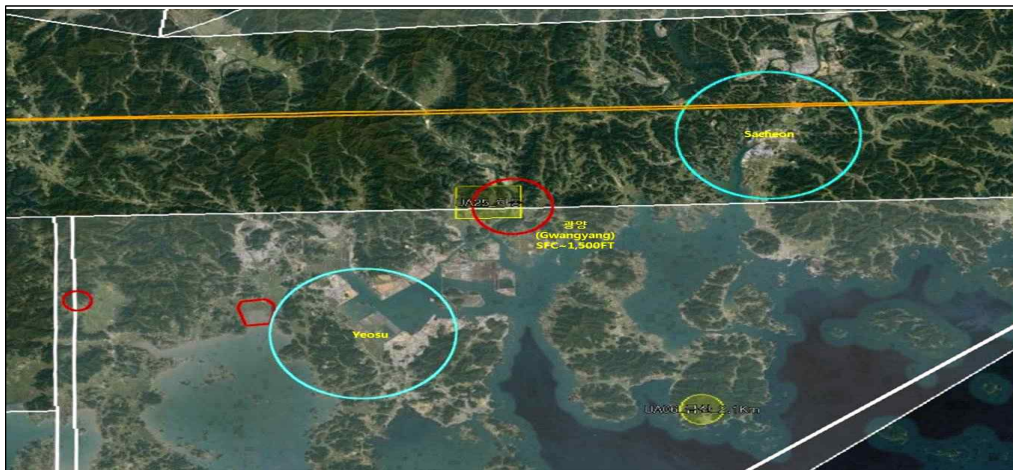 Sacheon
광양
(Gwangyang)
SFC~1,500FT
Yeosu